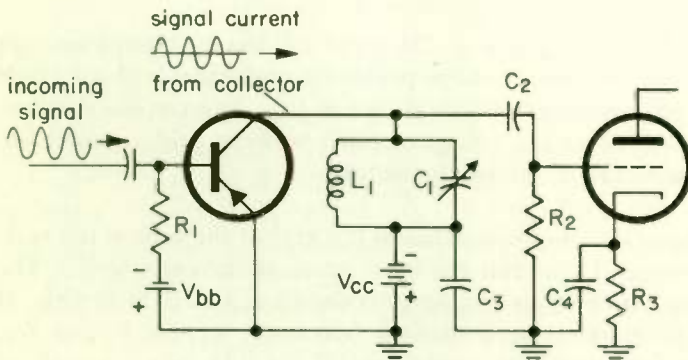 signal current
from collector
incoming
signal
C2
L1
C1
R1
R2
-
-
Vbb
Vcc
+
+
C3
C4
R3